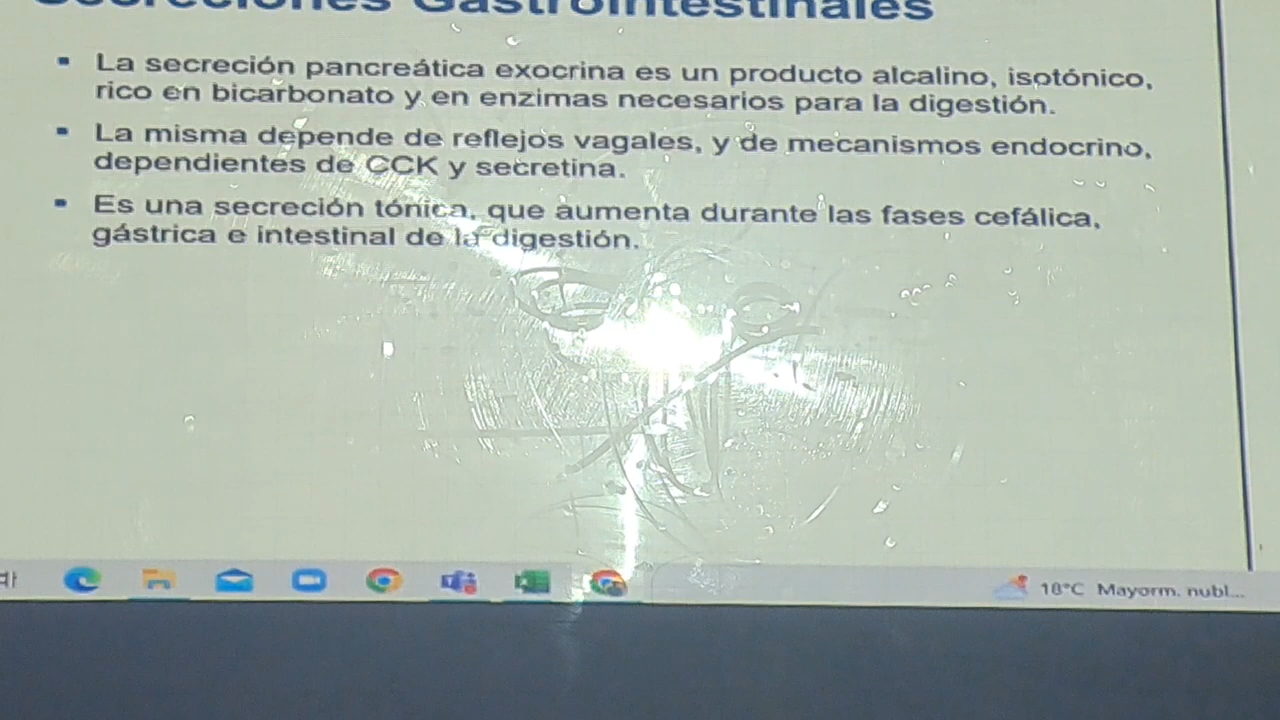 Secreciones Gastrointestinales
▪ La secreción pancreática exocrina es un producto alcalino, isotónico,
rico en bicarbonato y en enzimas necesarios para la digestión.
▪ La misma depende de reflejos vagales, y de mecanismos endocrino,
dependientes de CCK y secretina.
▪ Es una secreción tónica, que aumenta durante las fases cefálica,
gástrica e intestinal de la digestión.
18°C Mayorm. nubl...